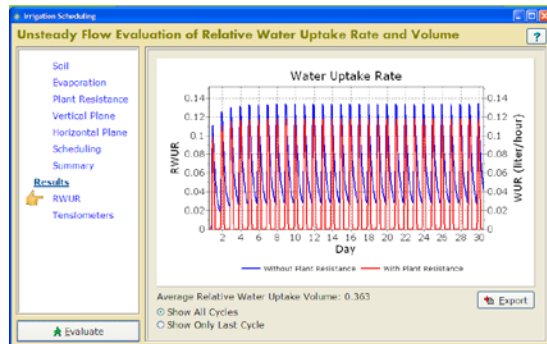 Irrigation Scheduling
Unsteady Flow Evaluation of Relative Water Uptake Rate and Volume
?
Soil
Evaporation
Plant Resistance
Vertical Plane
Horizontal Plane
Scheduling
Summary
Results
RWUR
Tensiometers
Evaluate
Water Uptake Rate
0.14
0.12
0.1
0.08
0.06
0.04
0.02
0
RWUR
0.14
0.12
0.1
0.08
0.06
0.04
0.02
0
WUR (liter/hour)
2 4 6 8 10 12 14 16 18 20 22 24 26 28 30
Day
Without Plant Resistance With Plant Resistance
Average Relative Water Uptake Volume: 0.363
Show All Cycles
Show Only Last Cycle
Export